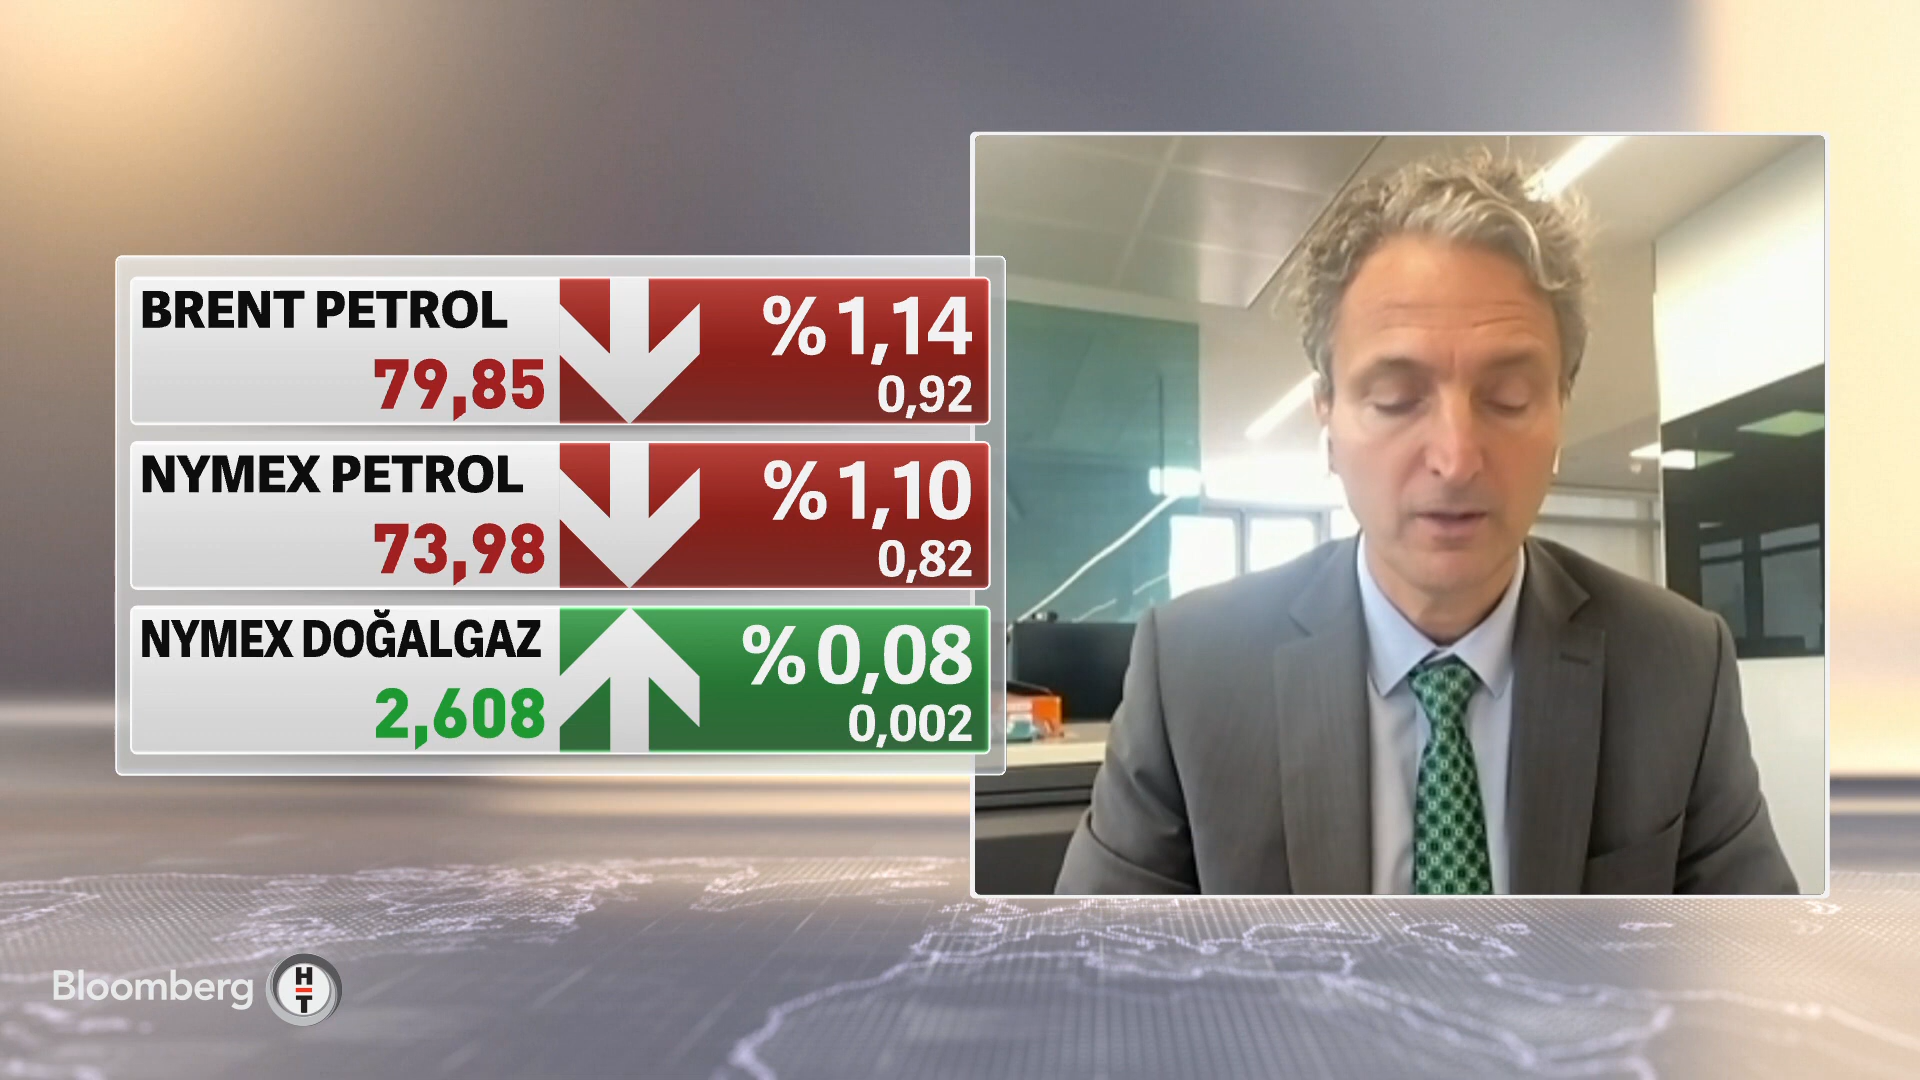 BRENT PETROL
79,85
%1,14
0,92
NYMEX PETROL
73,98
%1,10
0,82
NYMEX DOĞALGAZ
2,608
%0,08
0,002
Bloomberg HT